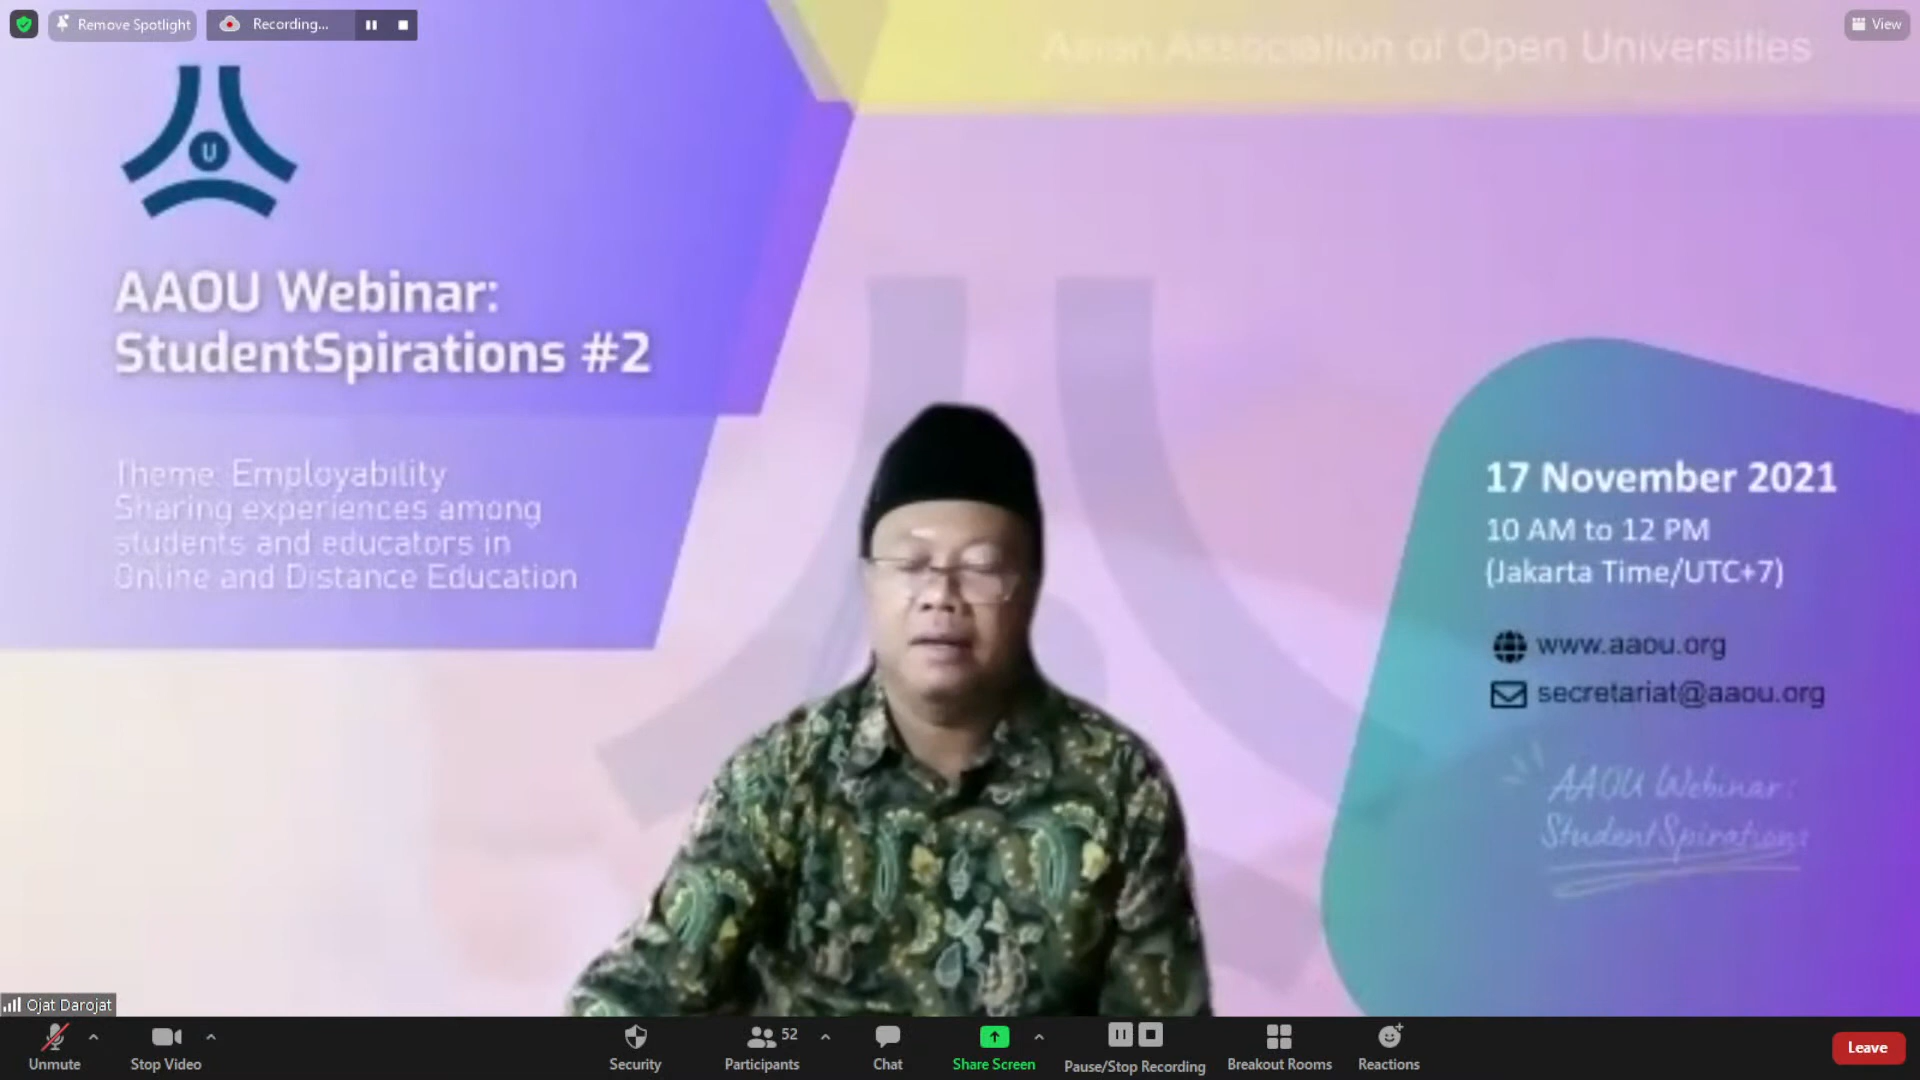 Remove Spotlight
Recording...
View
Asian Association of Open Universities
U
AAOU Webinar:
StudentSpirations #2
Theme: Employability
Sharing experiences among
students and educators in
Online and Distance Education
17 November 2021
10 AM to 12 PM
(Jakarta Time/UTC+7)
www.aaou.org
secretariat@aaou.org
AAOU Webinar:
StudentSpirations
Ojat Darojat
Unmute
Stop Video
Security
Participants
52
Chat
Share Screen
Pause/Stop Recording
Breakout Rooms
Reactions
Leave